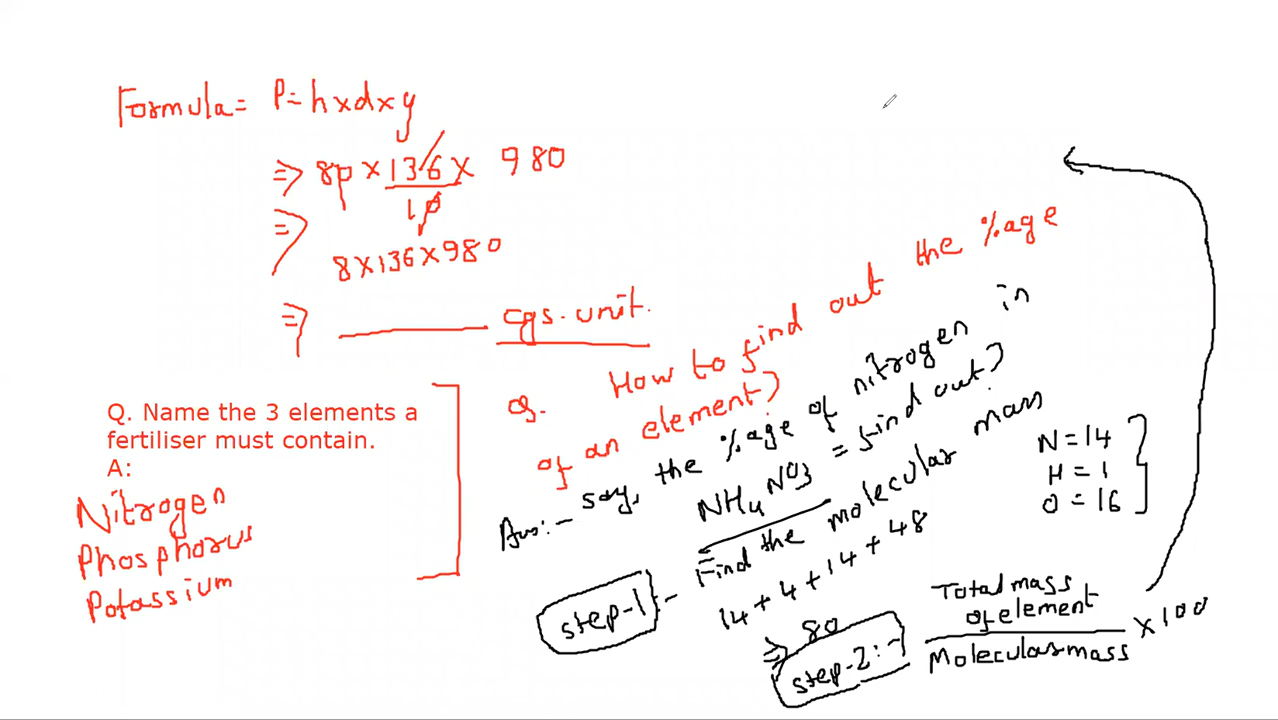 Formula = P = h x d x g
=> 80 x 136 x 980
10
=>
8 x 136 x 980
=> ______ cgs. unit.
Q. Name the 3 elements a
fertiliser must contain.
A:
Nitrogen
Phosphorus
Potassium
Q. How to find out the %age
of an element?
Ans:- say, the %age of nitrogen in
NH4NO3 = find out?
N = 14
H = 1
O = 16
step-1 :- Find the molecular mass
14 + 4 + 14 + 48
=> 80
step-2:- Total mass
of element
Molecular mass
x 100